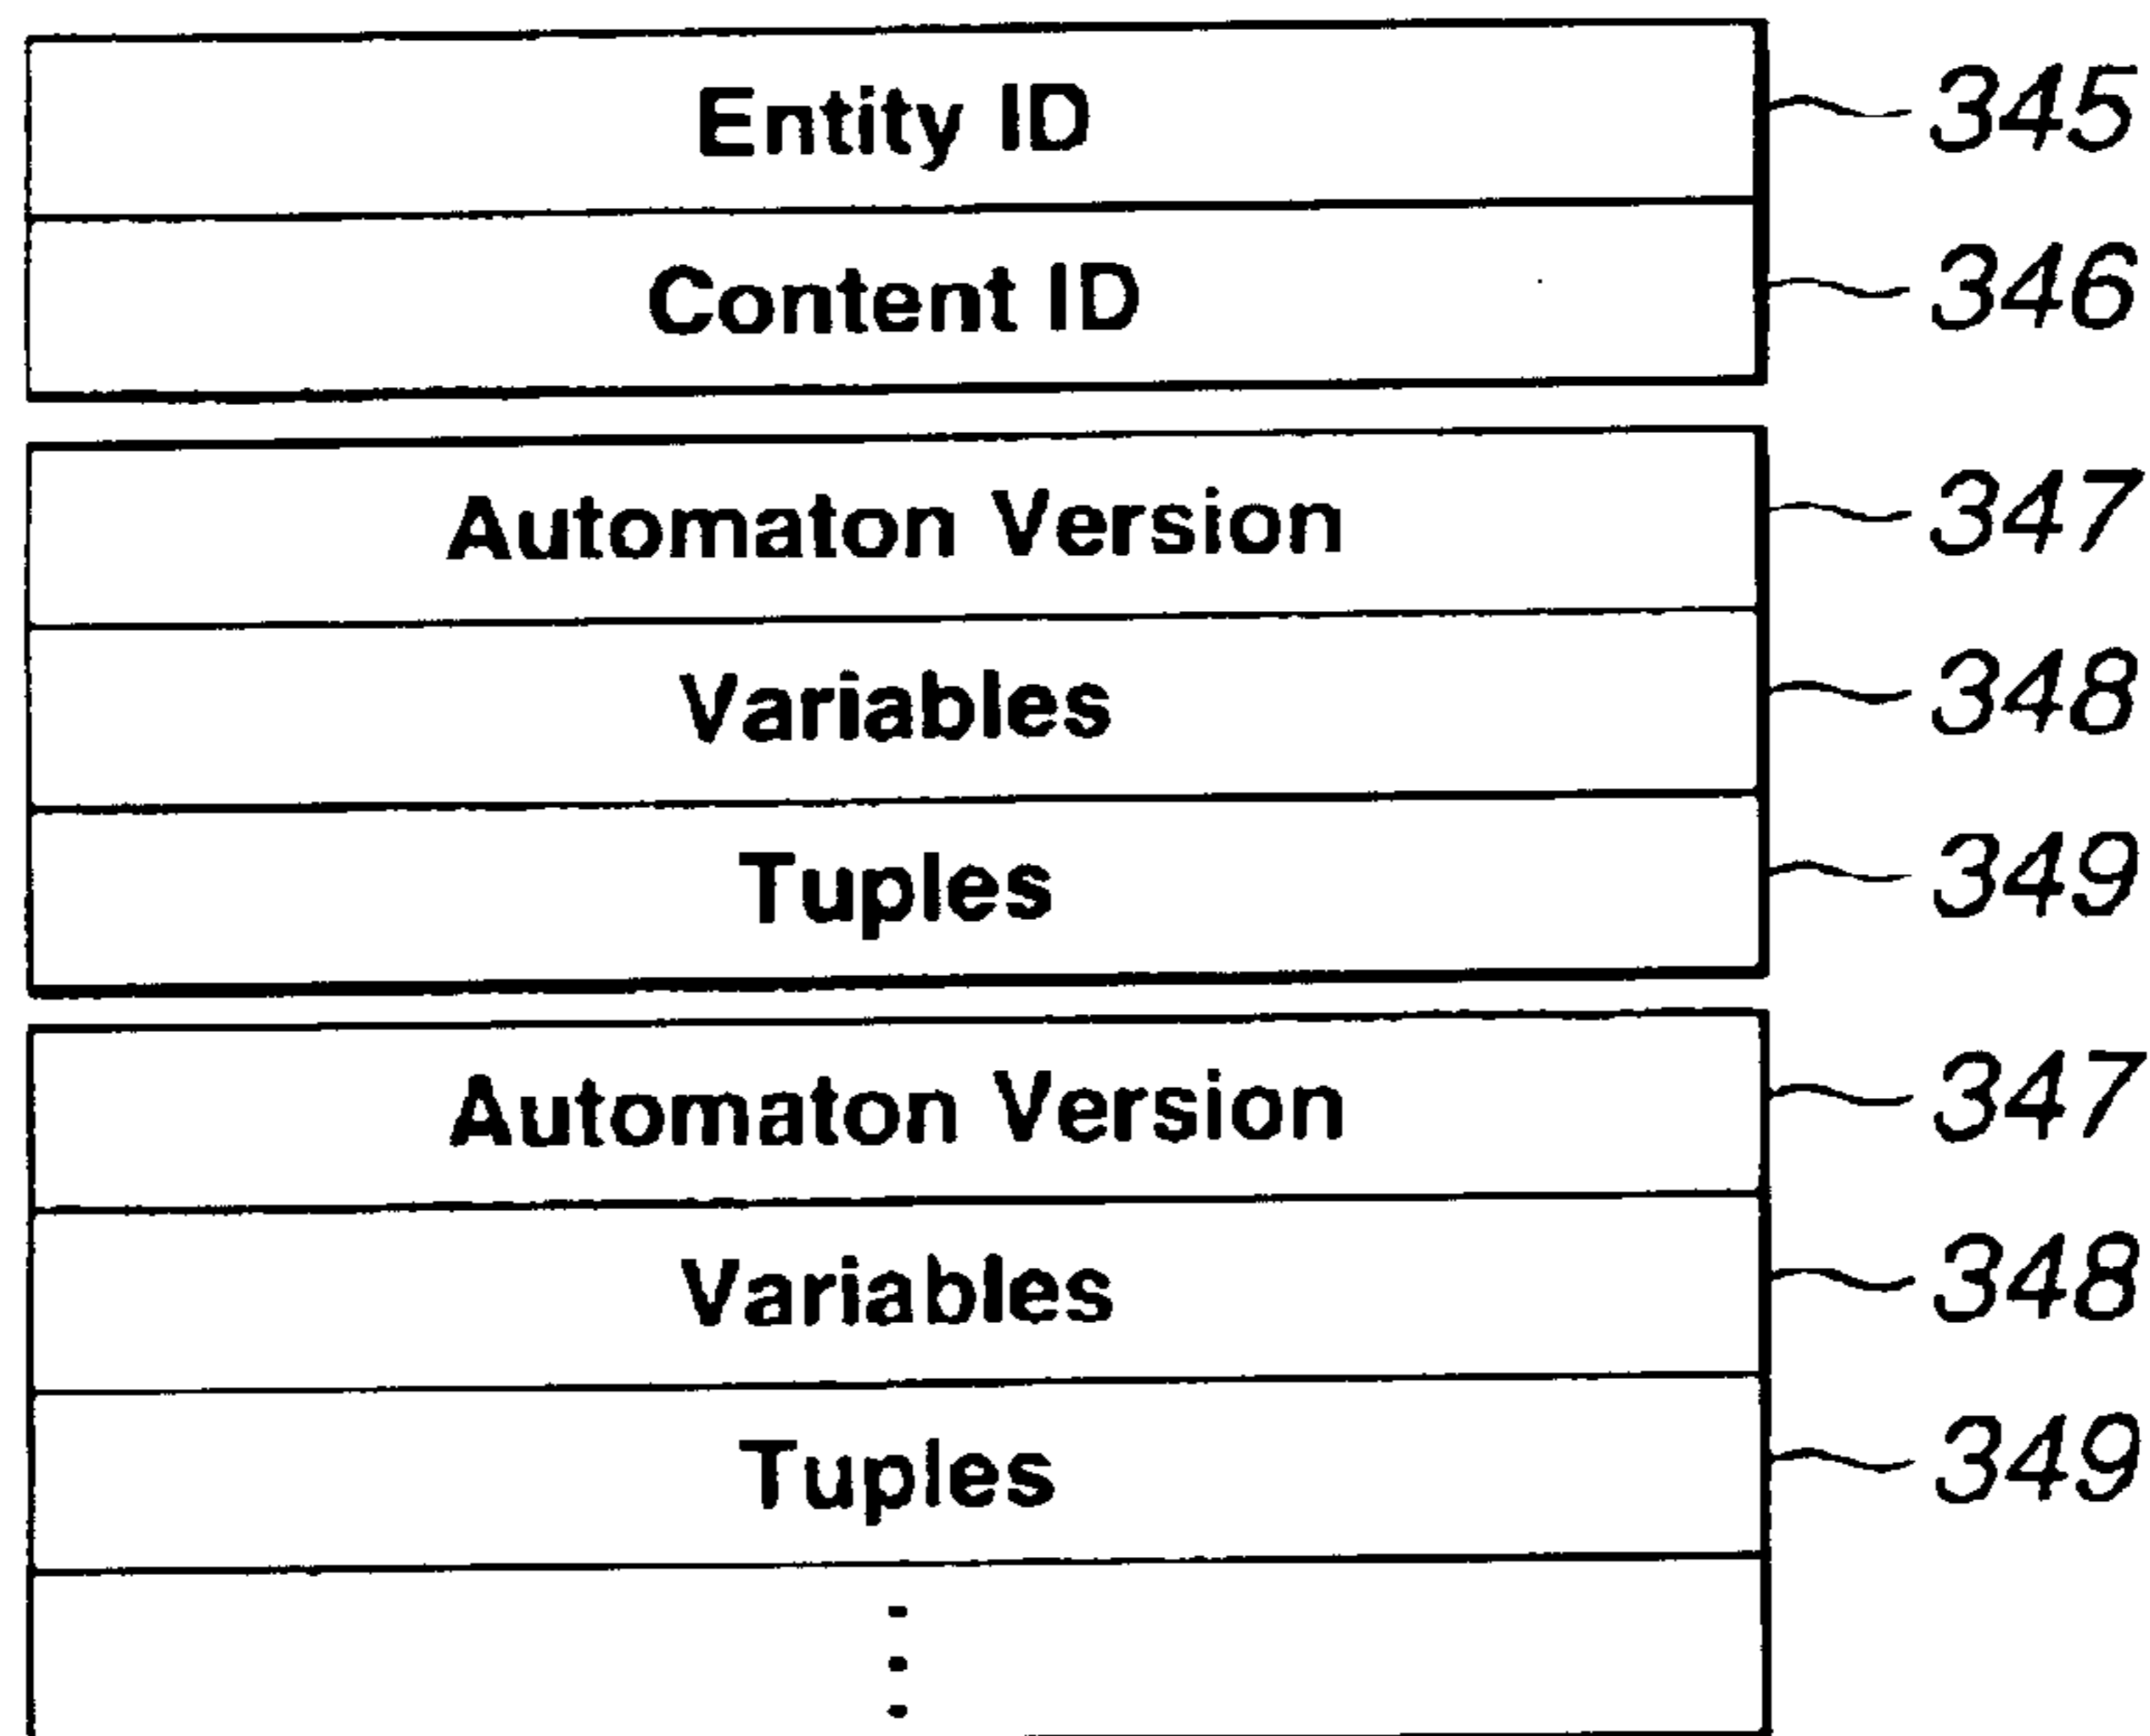 Entity ID 345
Content ID 346
Automaton Version 347
Variables 348
Tuples 349
Automaton Version 347
Variables 348
Tuples 349